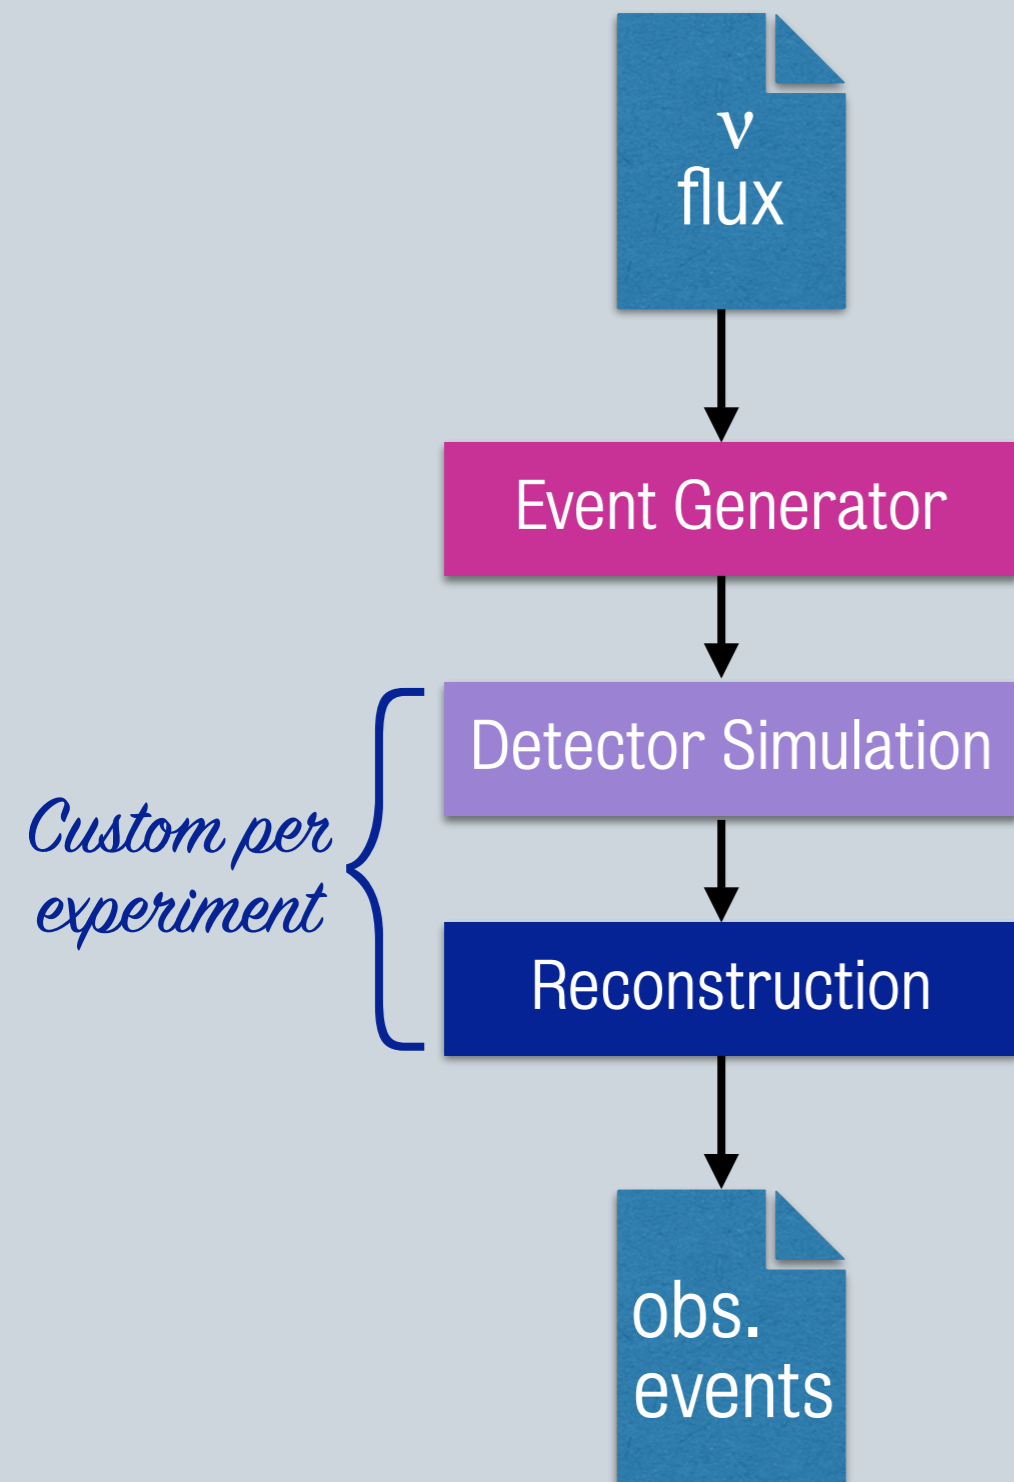 ν
flux
Event Generator
Detector Simulation
Custom per
experiment
Reconstruction
obs.
events